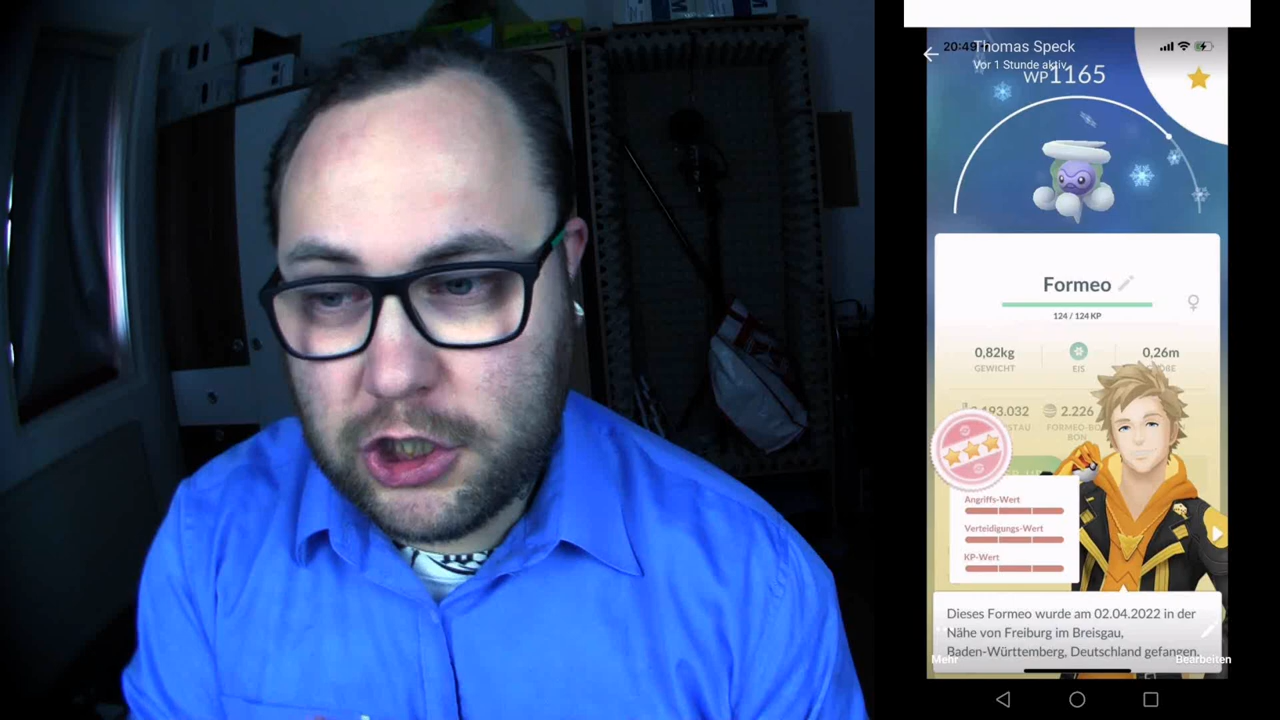 20:49
Thomas Speck
Vor 1 Stunde aktiv
WP1165
Formeo
124 / 124 KP
0,82kg
GEWICHT
EIS
0,26m
2.226
BON
Angriffs-Wert
Verteidigungs-Wert
KP-Wert
Dieses Formeo wurde am 02.04.2022 in der
Nähe von Freiburg im Breisgau,
Baden-Württemberg, Deutschland gefangen.
Mehr
Bearbeiten